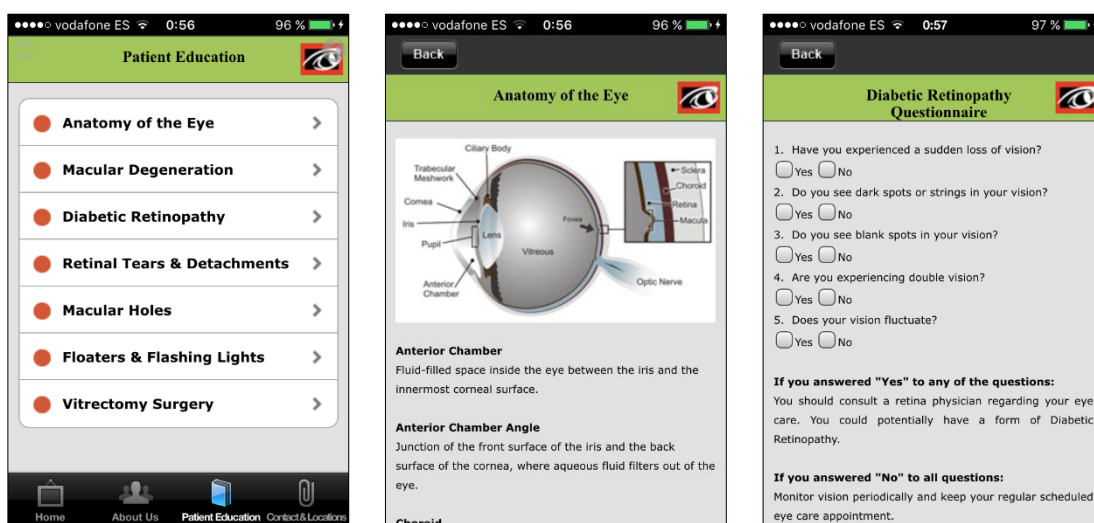 vodafone ES 0:56 96 %
Patient Education
Anatomy of the Eye
Macular Degeneration
Diabetic Retinopathy
Retinal Tears & Detachments
Macular Holes
Floaters & Flashing Lights
Vitrectomy Surgery
Home About Us Patient Education Contact & Locations
vodafone ES 0:56 96 %
Back
Anatomy of the Eye
Ciliary Body
Trabecular
Meshwork
Cornea
Iris
Pupil
Lens
Anterior
Chamber
Vitreous
Fovea
Sclera
Choroid
Retina
Macula
Optic Nerve
Anterior Chamber
Fluid-filled space inside the eye between the iris and the
innermost corneal surface.
Anterior Chamber Angle
Junction of the front surface of the iris and the back
surface of the cornea, where aqueous fluid filters out of the
eye.
Choroid
vodafone ES 0:57 97 %
Back
Diabetic Retinopathy
Questionnaire
1. Have you experienced a sudden loss of vision?
Yes No
2. Do you see dark spots or strings in your vision?
Yes No
3. Do you see blank spots in your vision?
Yes No
4. Are you experiencing double vision?
Yes No
5. Does your vision fluctuate?
Yes No
If you answered "Yes" to any of the questions:
You should consult a retina physician regarding your eye
care. You could potentially have a form of Diabetic
Retinopathy.
If you answered "No" to all questions:
Monitor vision periodically and keep your regular scheduled
eye care appointment.